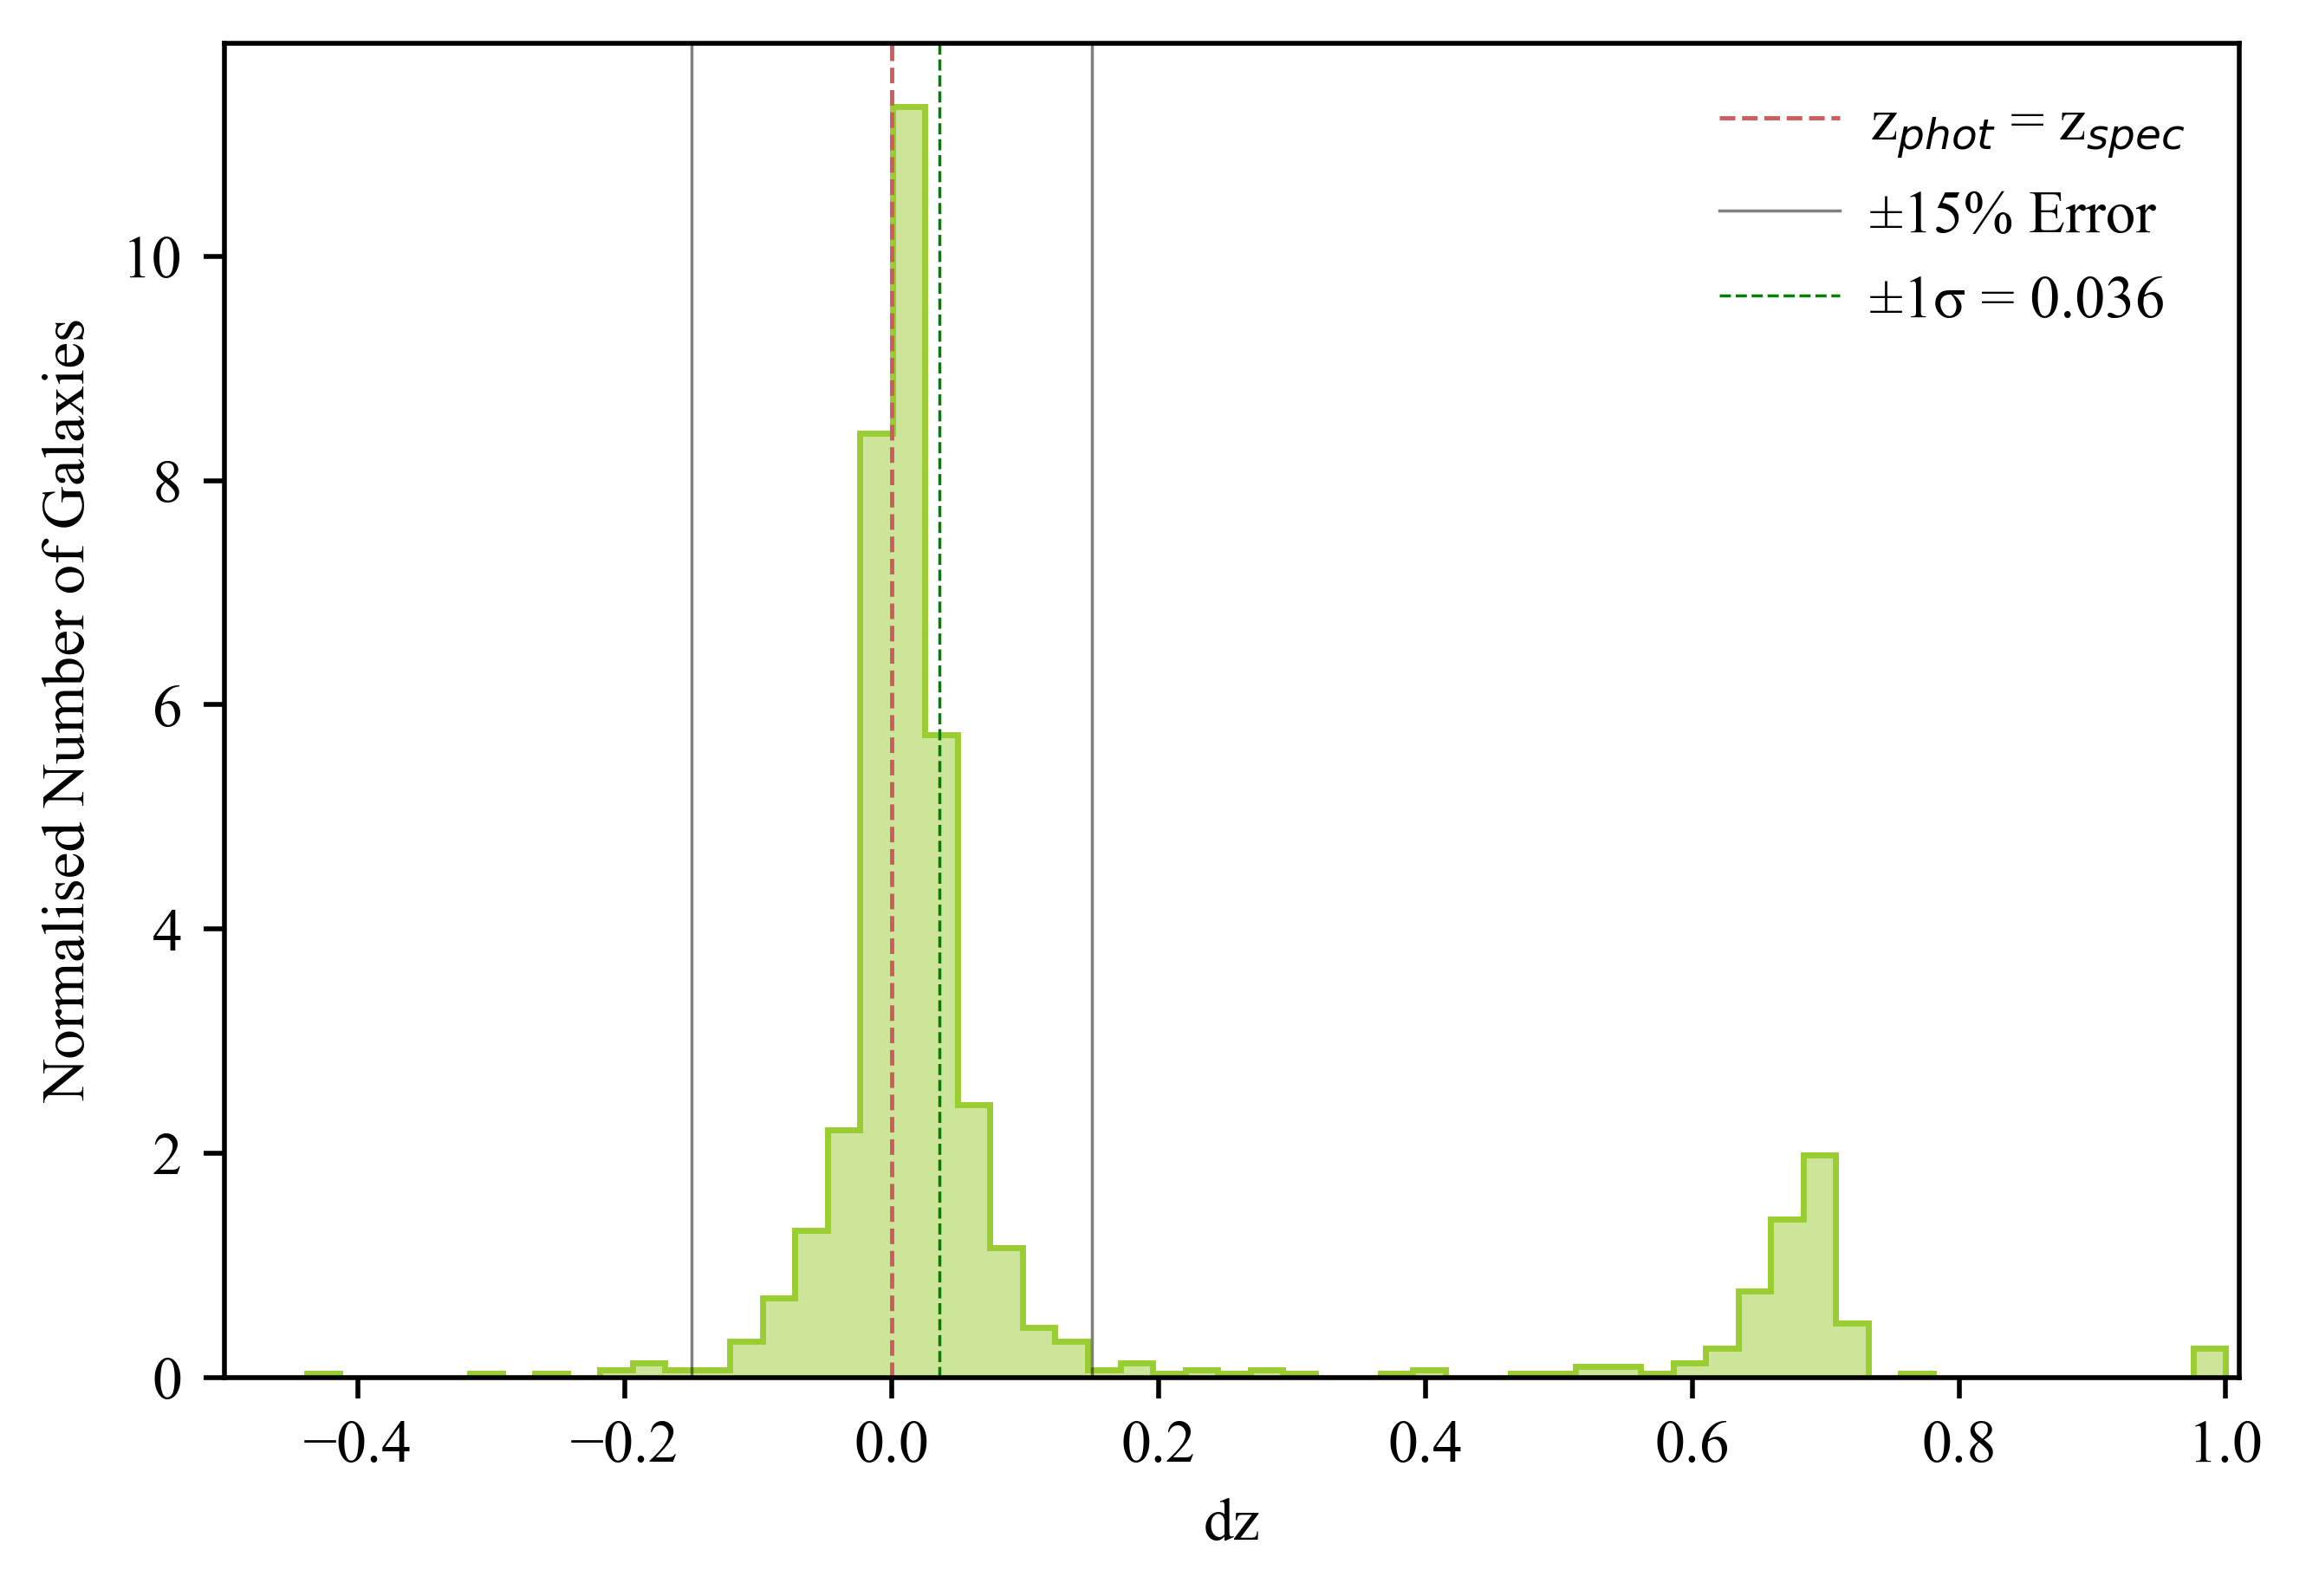 z_phot = z_spec
±15% Error
±1σ = 0.036
Normalised Number of Galaxies
10
8
6
4
2
0
−0.4 −0.2 0.0 0.2 0.4 0.6 0.8 1.0
dz